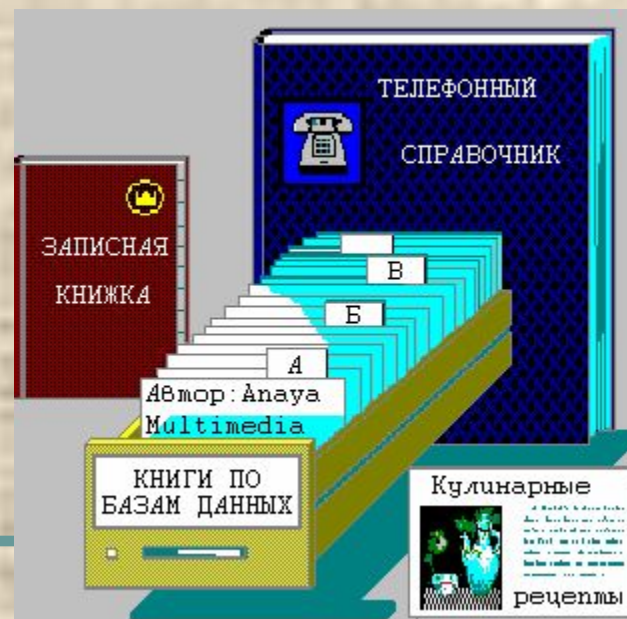 ТЕЛЕФОННЫЙ
СПРАВОЧНИК
ЗАПИСНАЯ
КНИЖКА
В
Б
А
Автор:Anaya
Multimedia
КНИГИ ПО
БАЗАМ ДАННЫХ
Кулинарные
рецепты